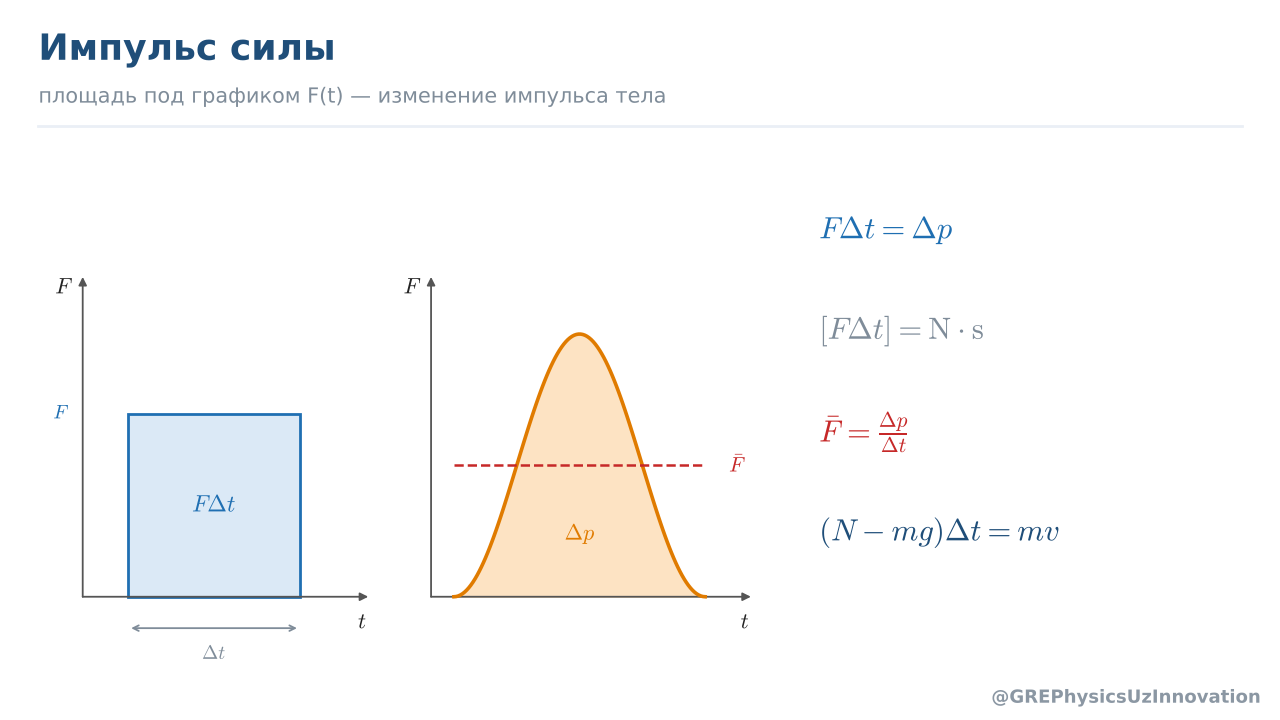 Импульс силы
площадь под графиком F(t) — изменение импульса тела
F
F
FΔt
t
Δt
F
F̄
Δp
t
FΔt = Δp
[FΔt] = N · s
F̄ = Δp/Δt
(N − mg)Δt = mv
@GREPhysicsUzInnovation